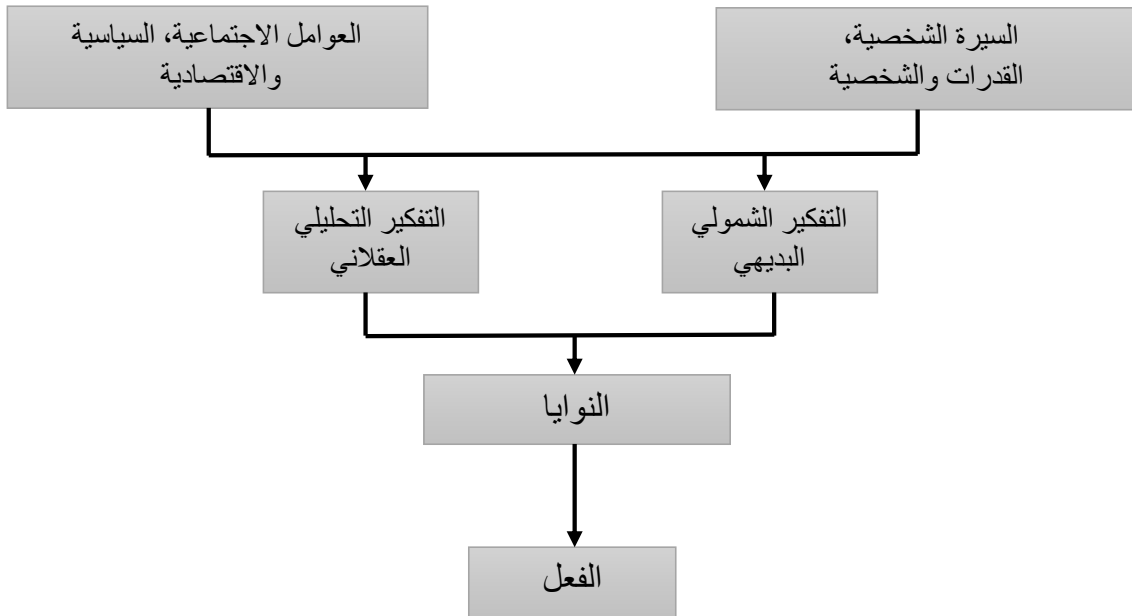 السيرة الشخصية،
القدرات والشخصية
العوامل الاجتماعية، السياسية
والاقتصادية
التفكير الشمولي
البديهي
التفكير التحليلي
العقلاني
النوايا
الفعل